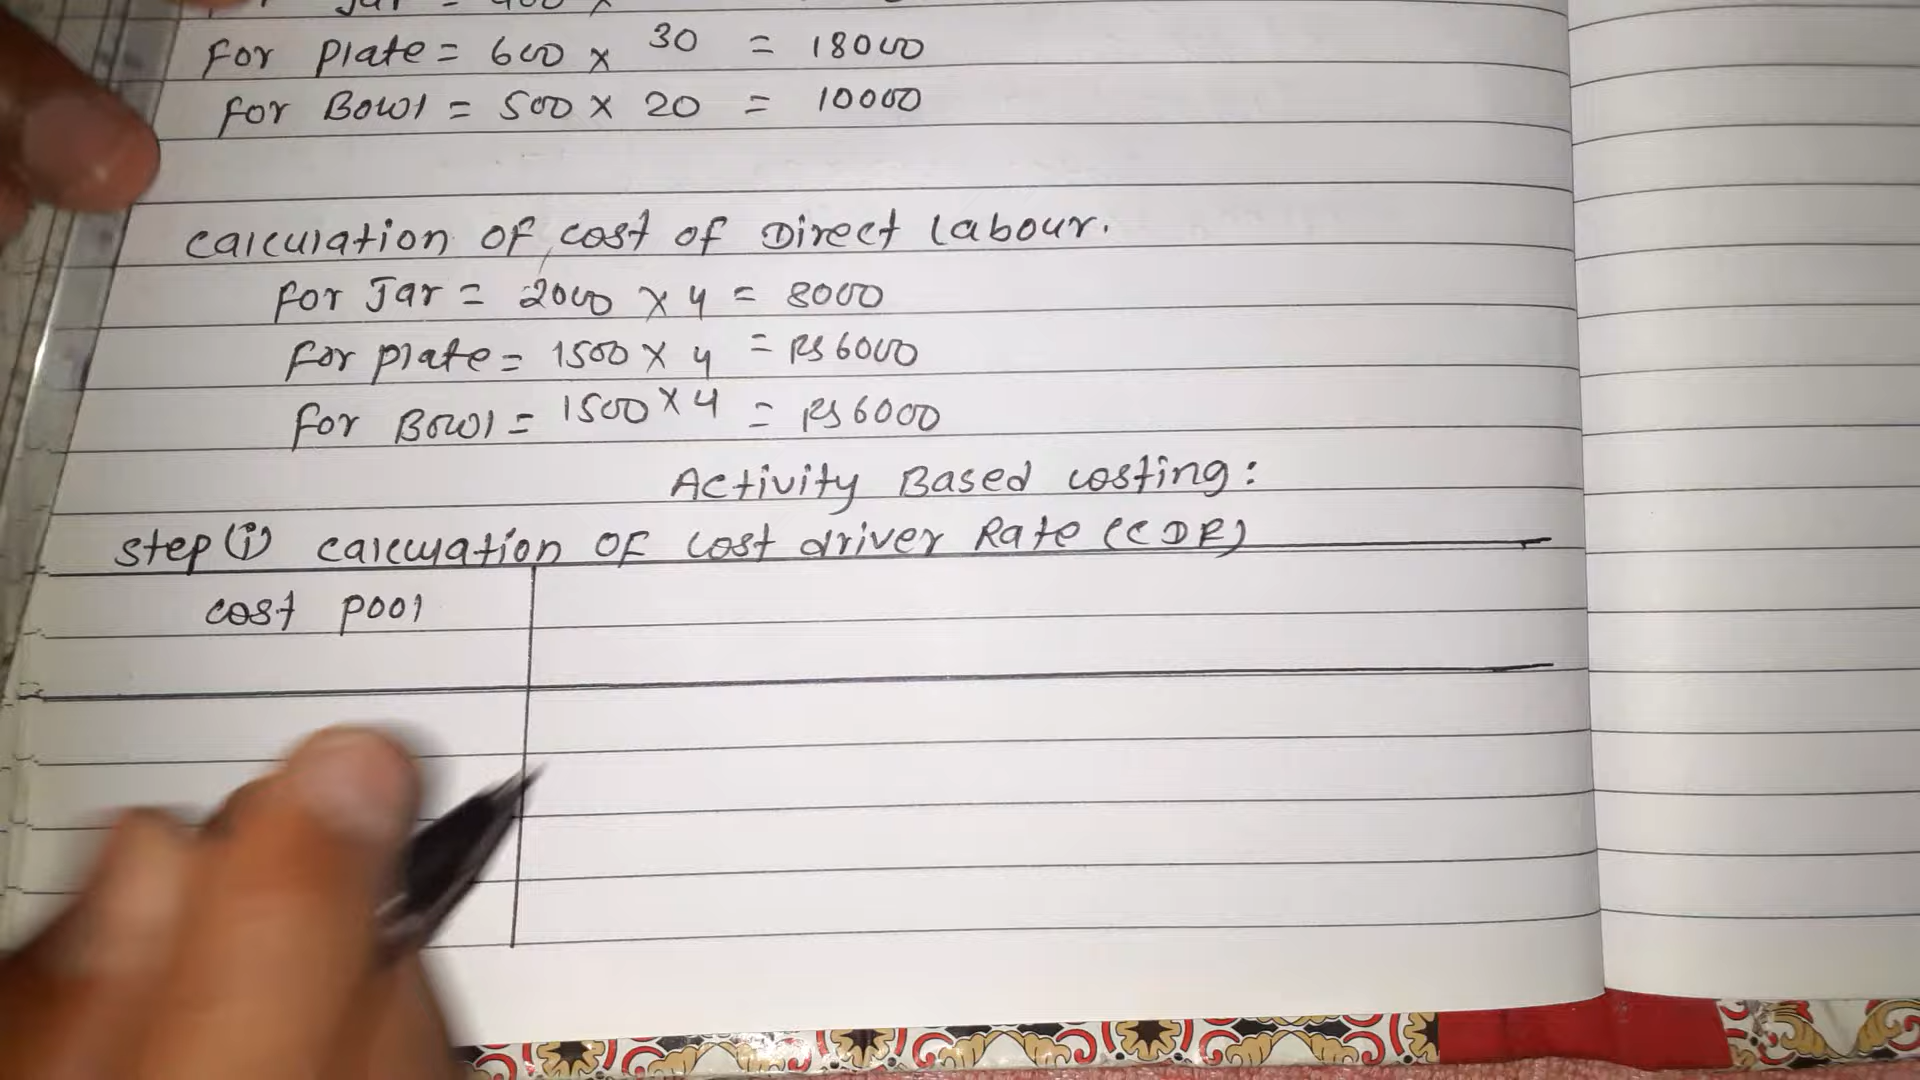 Jar = 400 ×
For Plate = 600 × 30 = 18000
For Bowl = 500 × 20 = 10000
Calculation of cost of Direct Labour.
For Jar = 2000 × 4 = 8000
For Plate = 1500 × 4 = Rs 6000
For Bowl = 1500 × 4 = Rs 6000
Activity Based Costing:
Step (i) Calculation of cost driver Rate (CDR)
Cost Pool